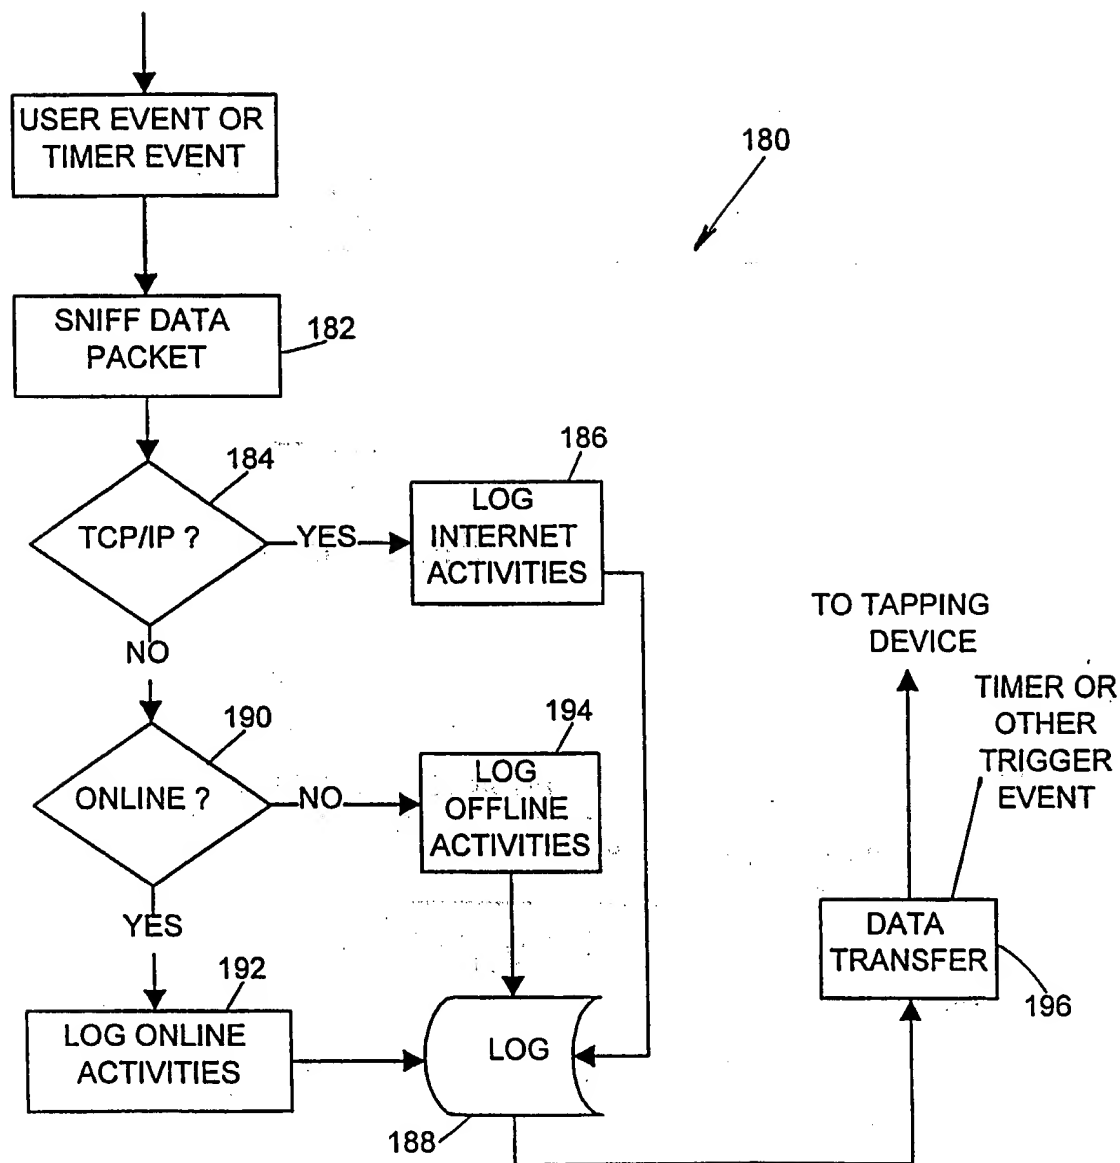 USER EVENT OR
TIMER EVENT
180
SNIFF DATA
PACKET
182
184
TCP/IP ?
YES
186
LOG
INTERNET
ACTIVITIES
NO
TO TAPPING
DEVICE
TIMER OR
OTHER
TRIGGER
EVENT
190
ONLINE ?
NO
194
LOG
OFFLINE
ACTIVITIES
YES
DATA
TRANSFER
196
192
LOG ONLINE
ACTIVITIES
LOG
188